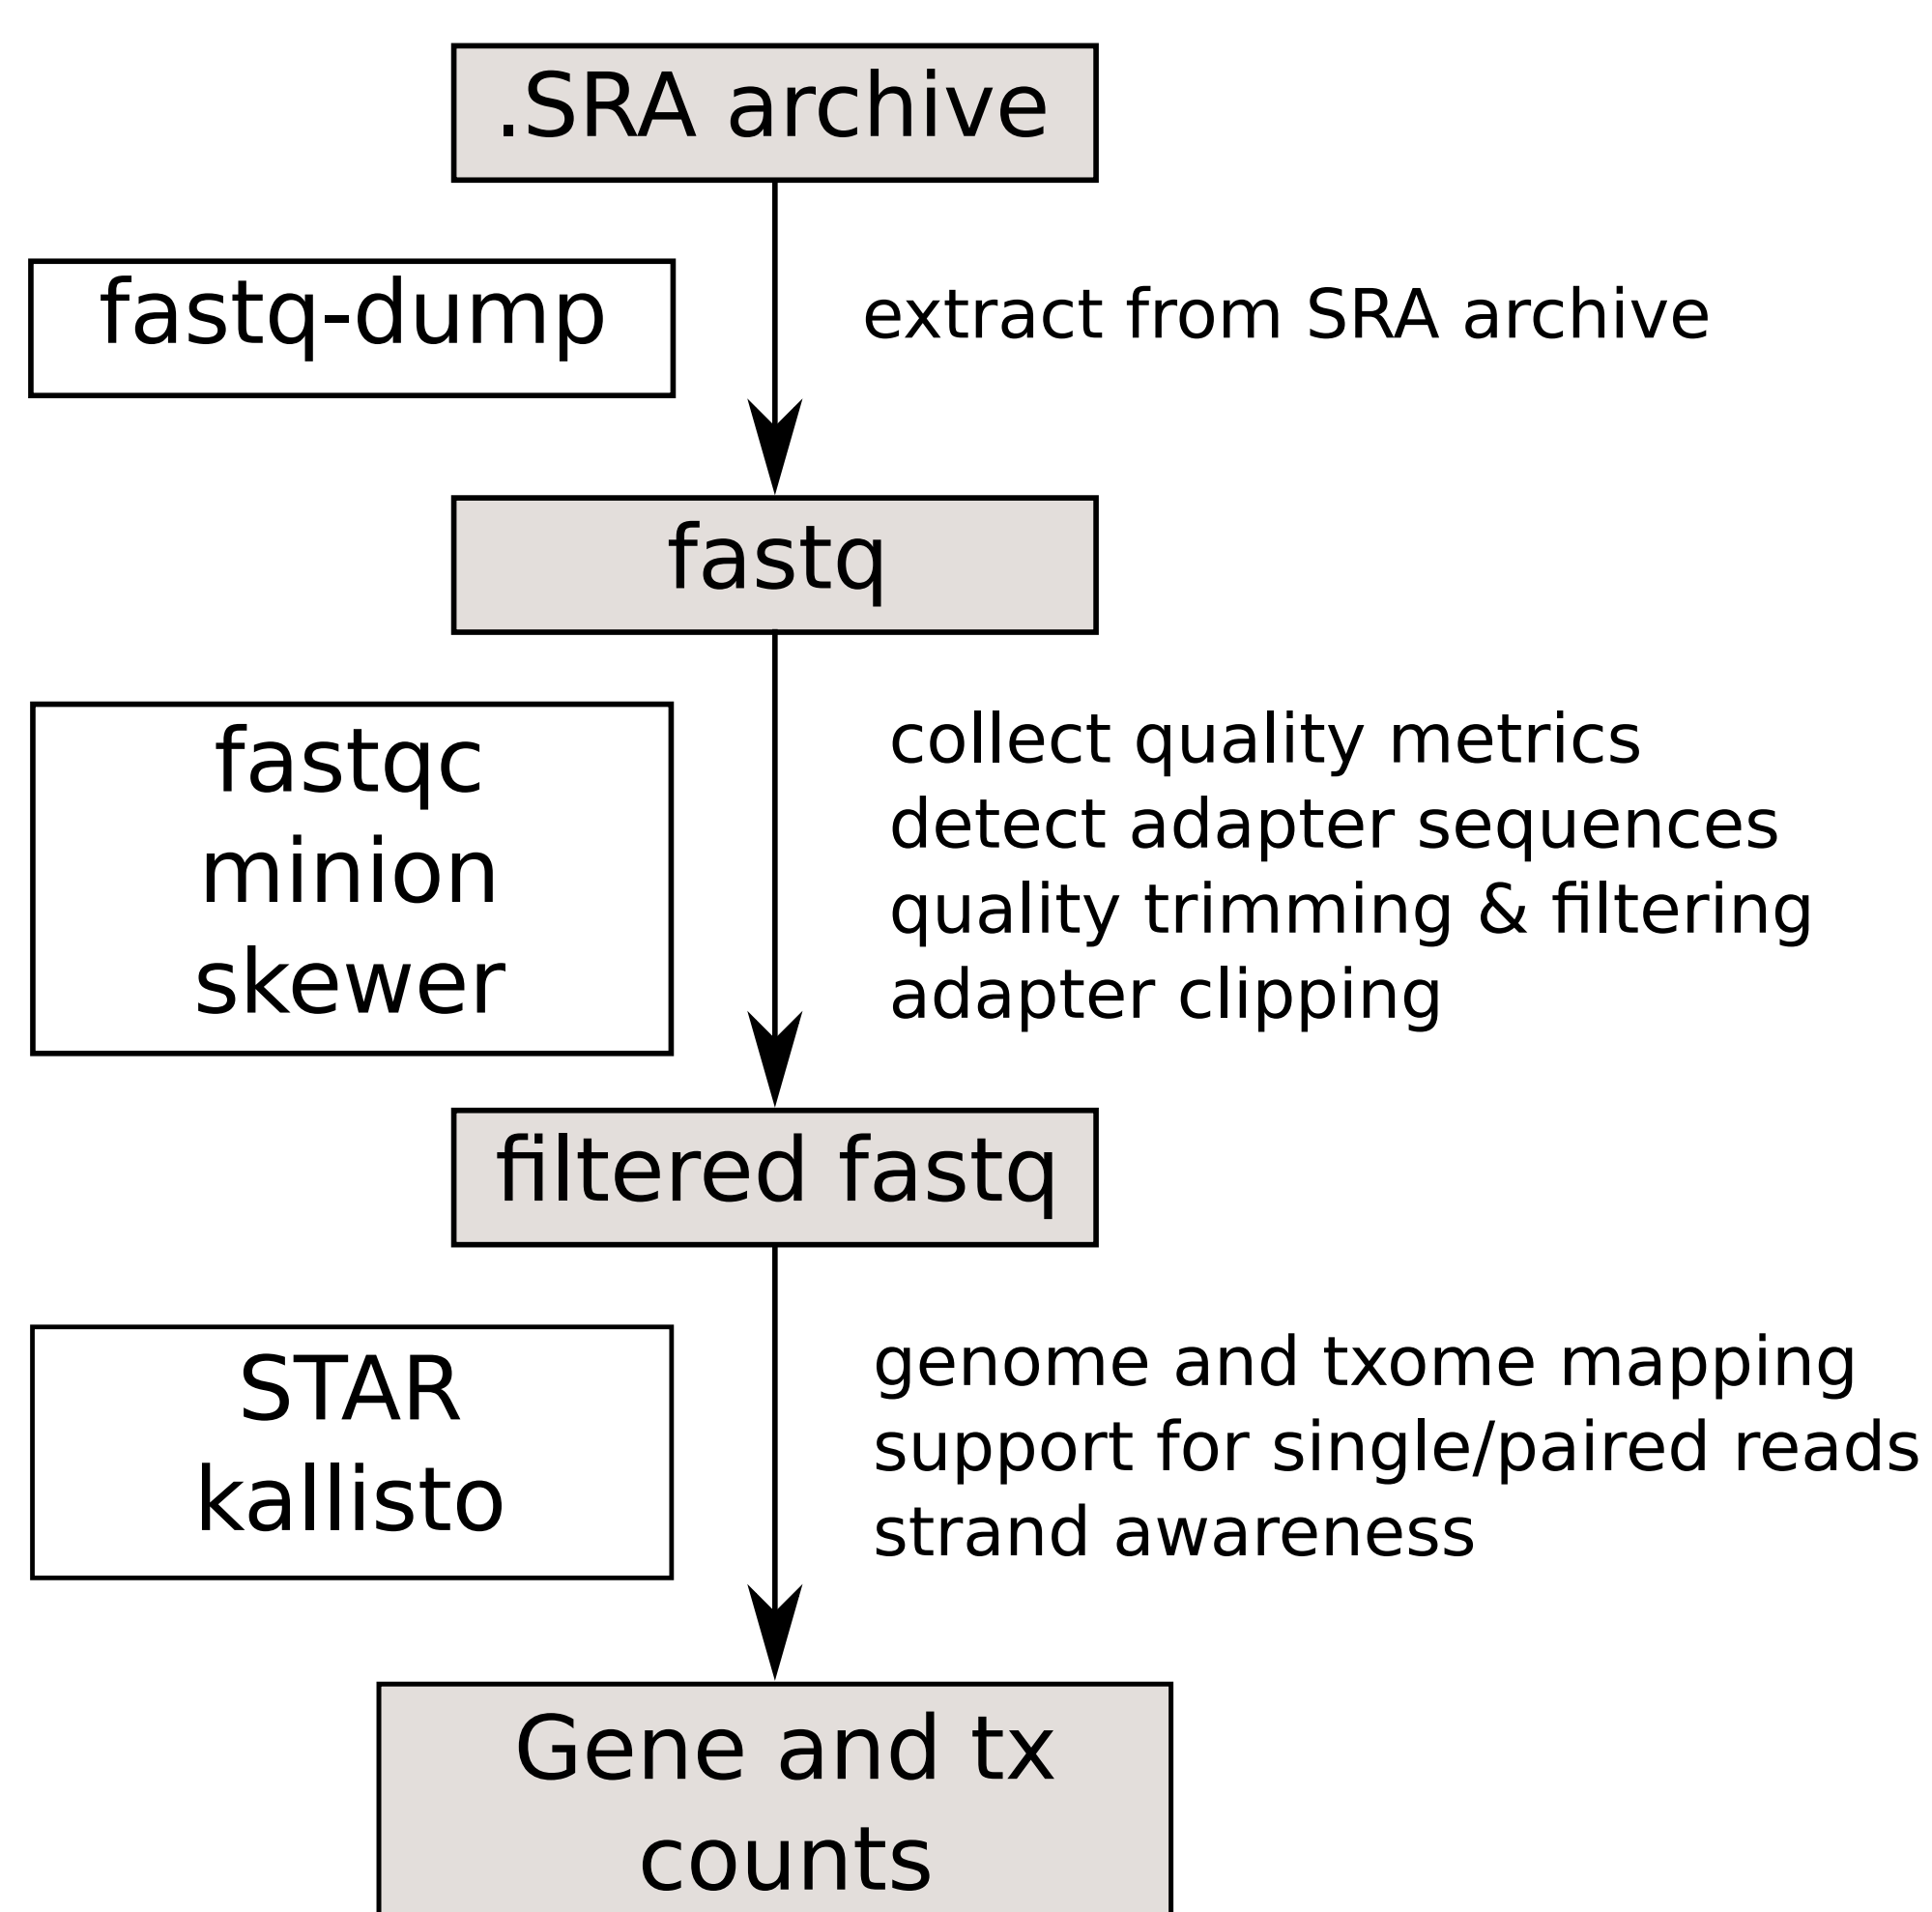 .SRA archive
fastq-dump
extract from SRA archive
fastq
fastqc
minion
skewer
collect quality metrics
detect adapter sequences
quality trimming & filtering
adapter clipping
filtered fastq
STAR
kallisto
genome and txome mapping
support for single/paired reads
strand awareness
Gene and tx
counts